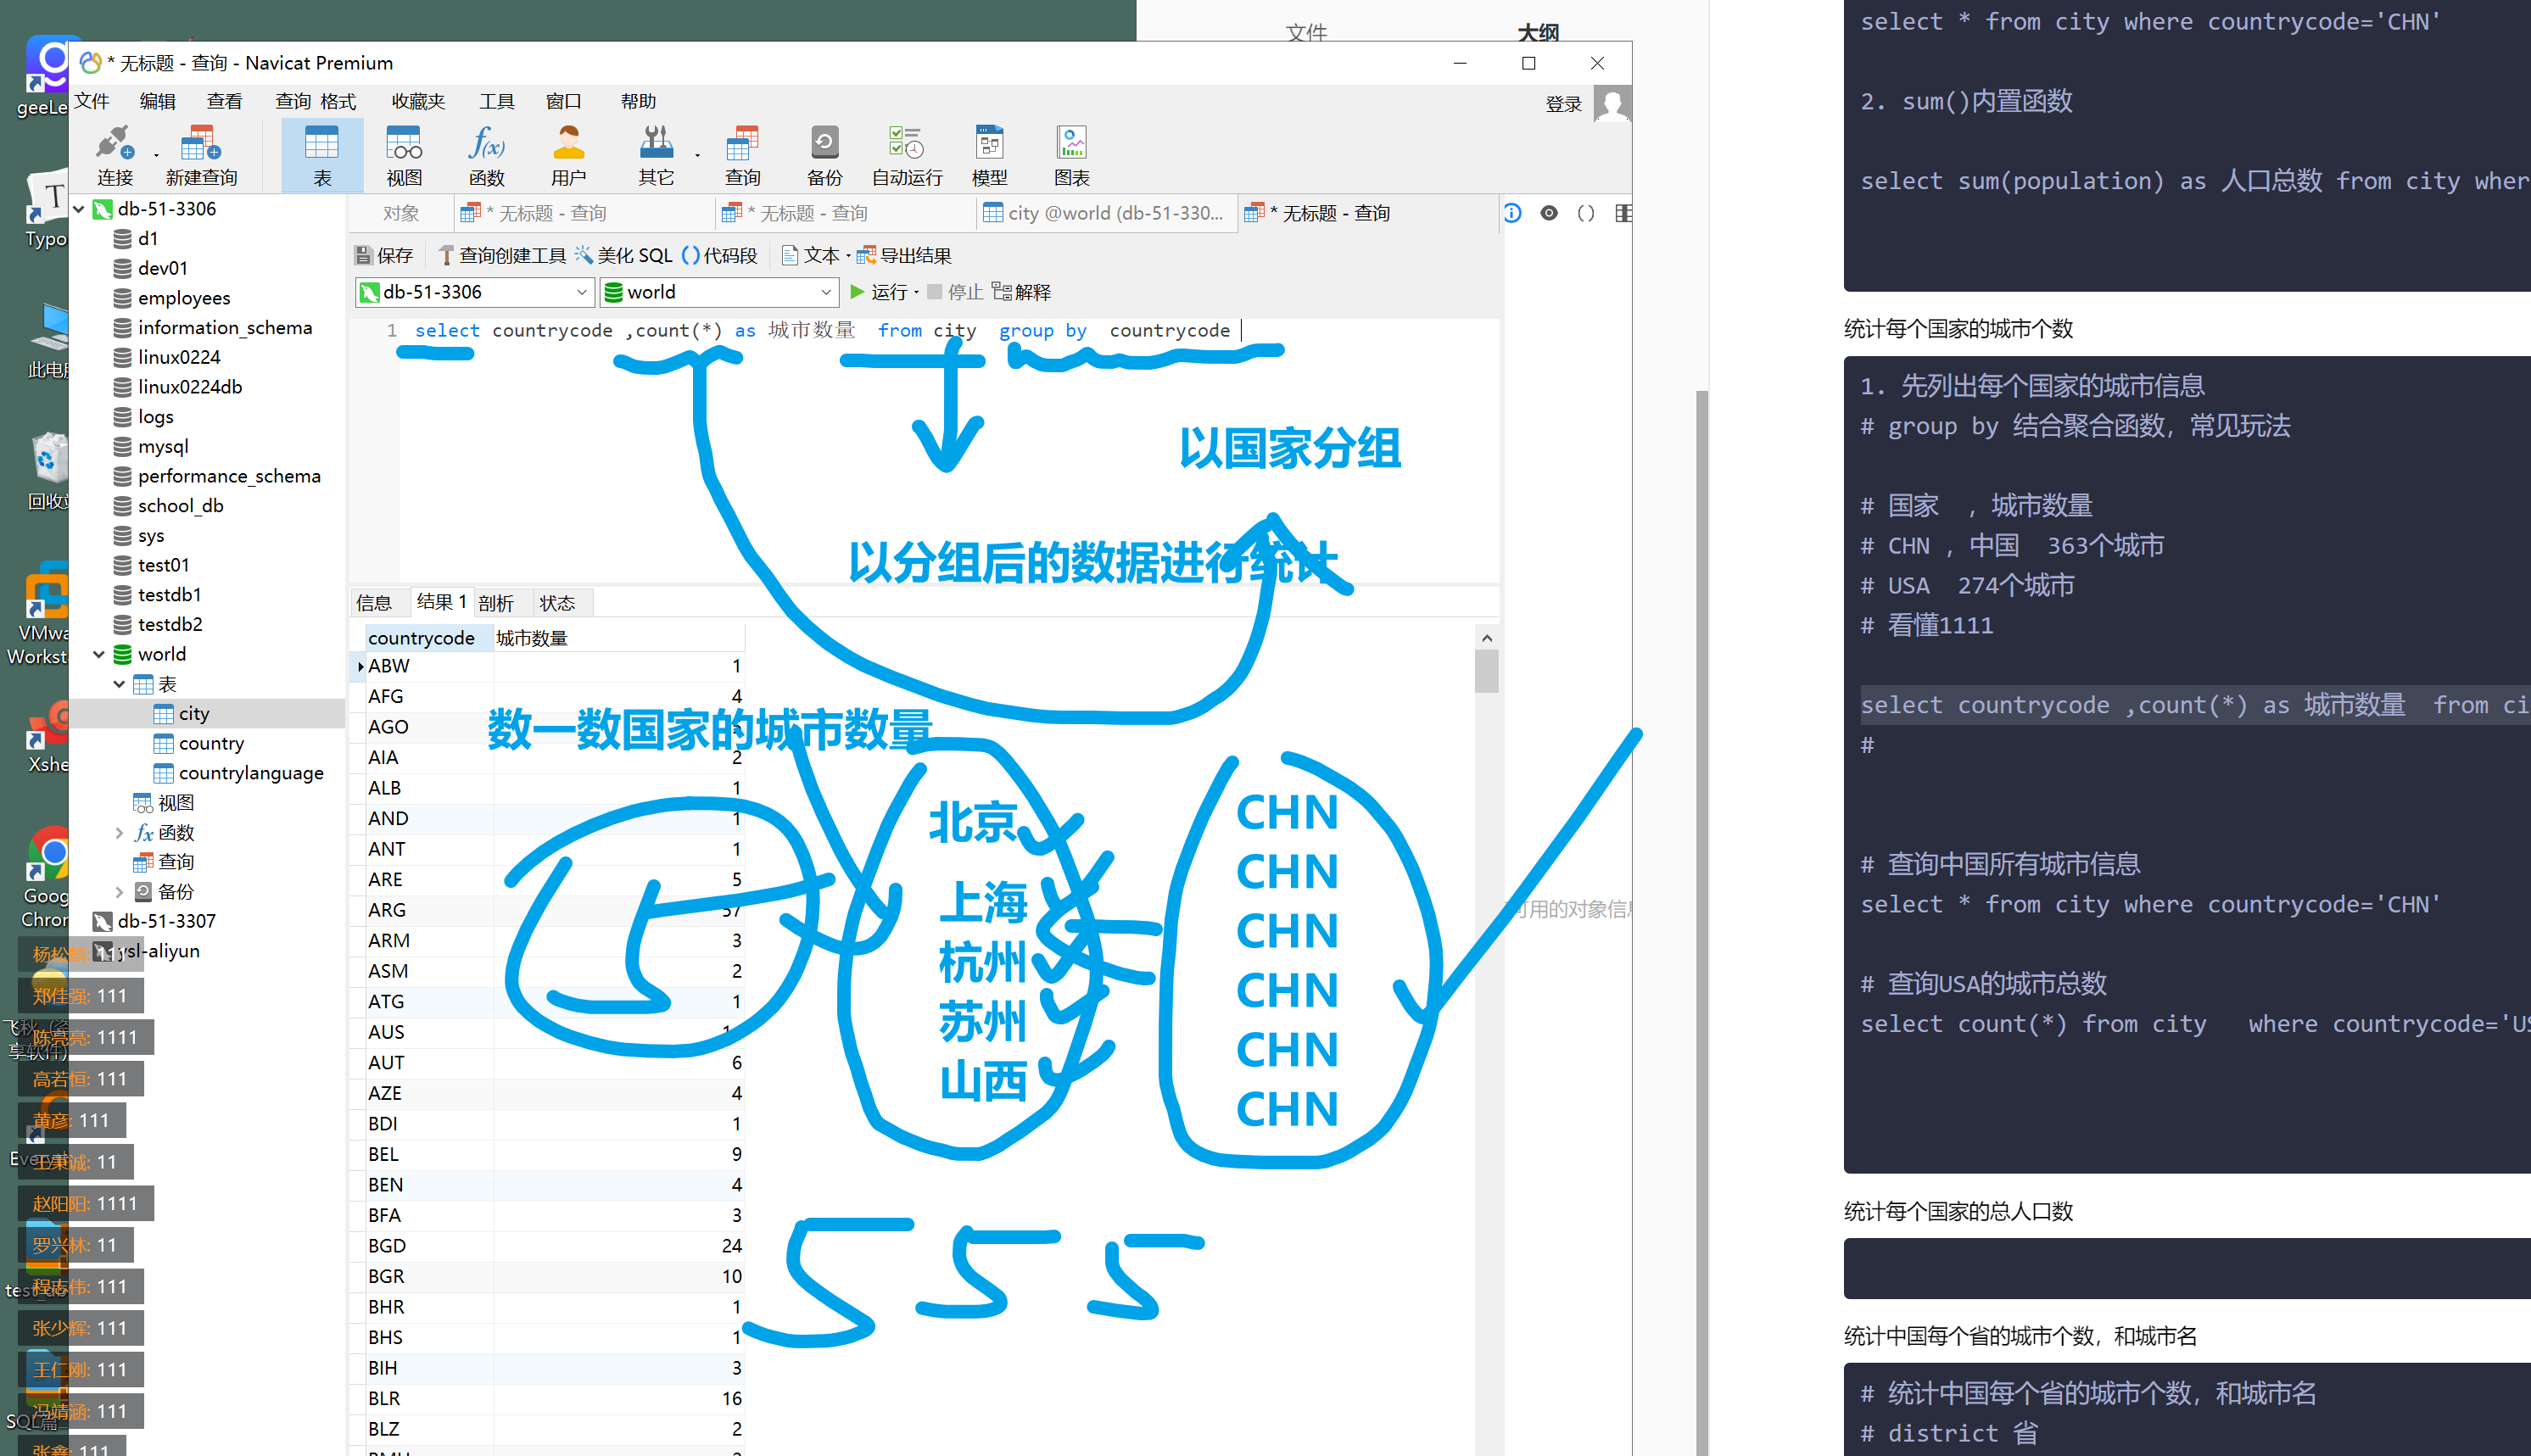 文件
大纲
* 无标题 - 查询 - Navicat Premium
文件 编辑 查看 查询 格式 收藏夹 工具 窗口 帮助
登录
连接 新建查询 表 视图 函数 用户 其它 查询 备份 自动运行 模型 图表
对象
* 无标题 - 查询
* 无标题 - 查询
city @world (db-51-330...
* 无标题 - 查询
保存 查询创建工具 美化 SQL 代码段 文本 导出结果
db-51-3306
world
运行 停止 解释
1 select countrycode ,count(*) as 城市数量 from city group by countrycode
以国家分组
以分组后的数据进行统计
db-51-3306
d1
dev01
employees
information_schema
linux0224
linux0224db
logs
mysql
performance_schema
school_db
sys
test01
testdb1
testdb2
world
表
city
country
countrylanguage
视图
函数
查询
备份
db-51-3307
ysl-aliyun
信息 结果 1 剖析 状态
countrycode 城市数量
ABW 1
AFG 4
AGO
AIA 2
ALB 1
AND 1
ANT 1
ARE 5
ARG 57
ARM 3
ASM 2
ATG 1
AUS
AUT 6
AZE 4
BDI 1
BEL 9
BEN 4
BFA 3
BGD 24
BGR 10
BHR 1
BHS 1
BIH 3
BLR 16
BLZ 2
数一数国家的城市数量
5
北京
上海
杭州
苏州
山西
CHN
CHN
CHN
CHN
CHN
CHN
5 5 5
可用的对象信息
geeLe
Typo
此电脑
回收站
VMwa
Workst
Xshe
Goog
Chrom
111
郑佳强: 111
陈亮亮: 1111
高若恒: 111
黄彦: 111
11
赵阳阳: 1111
罗兴林: 11
程志伟: 111
张少辉: 111
王仁刚: 111
冯靖涵: 111
张鑫: 111
select * from city where countrycode='CHN'
2. sum()内置函数
select sum(population) as 人口总数 from city wher
统计每个国家的城市个数
1. 先列出每个国家的城市信息
# group by 结合聚合函数，常见玩法
# 国家 ，城市数量
# CHN ，中国 363个城市
# USA 274个城市
# 看懂1111
select countrycode ,count(*) as 城市数量 from ci
#
# 查询中国所有城市信息
select * from city where countrycode='CHN'
# 查询USA的城市总数
select count(*) from city where countrycode='US
统计每个国家的总人口数
统计中国每个省的城市个数，和城市名
# 统计中国每个省的城市个数，和城市名
# district 省